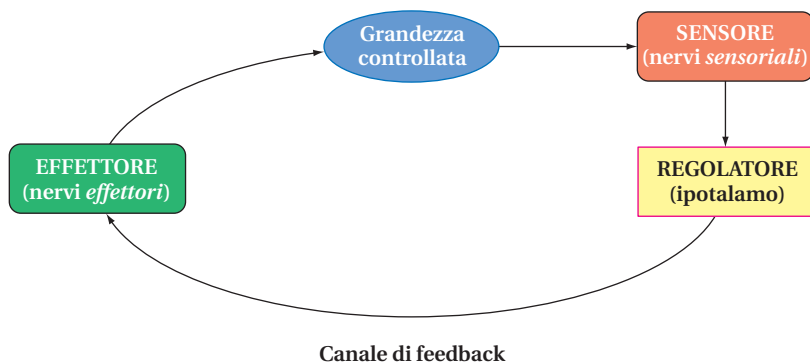 Grandezza
controllata
SENSORE
(nervi sensoriali)
EFFETTORE
(nervi effettori)
REGOLATORE
(ipotalamo)
Canale di feedback